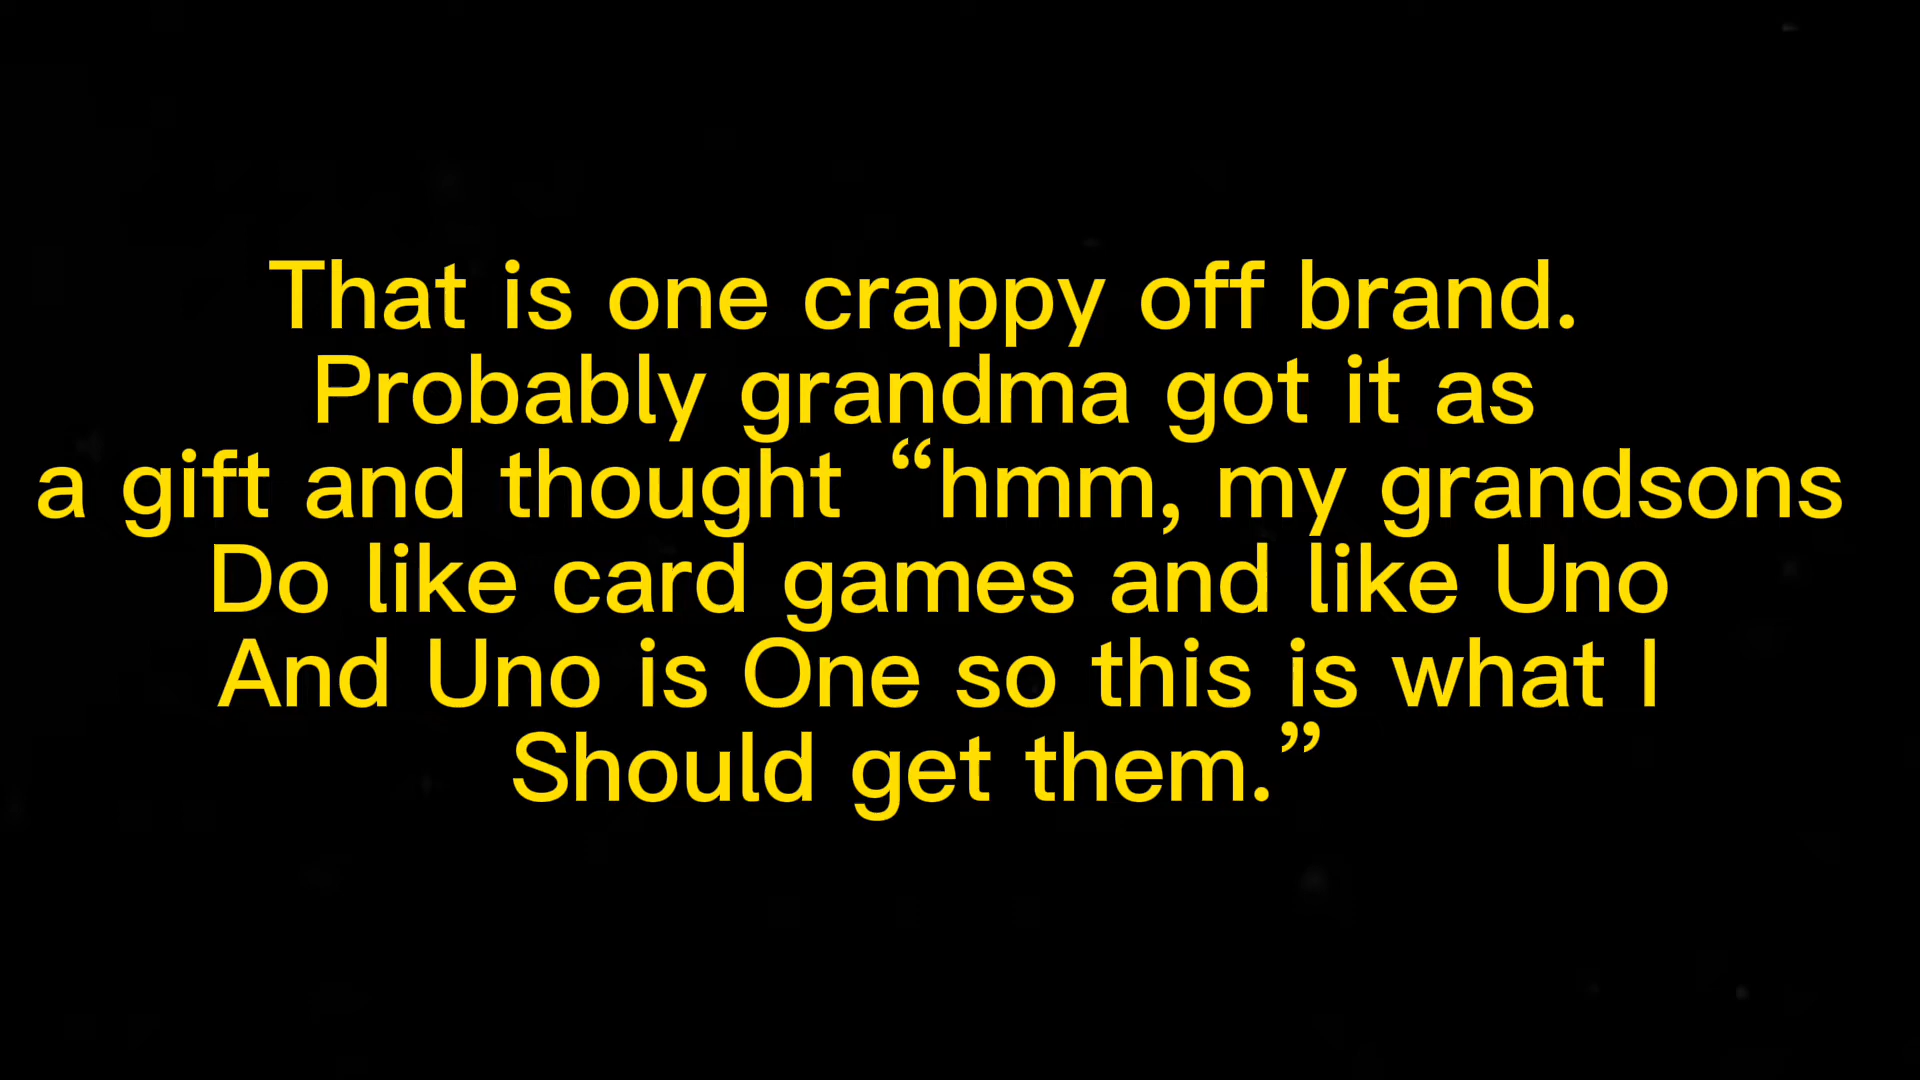 That is one crappy off brand.
Probably grandma got it as
a gift and thought “hmm, my grandsons
Do like card games and like Uno
And Uno is One so this is what I
Should get them.”